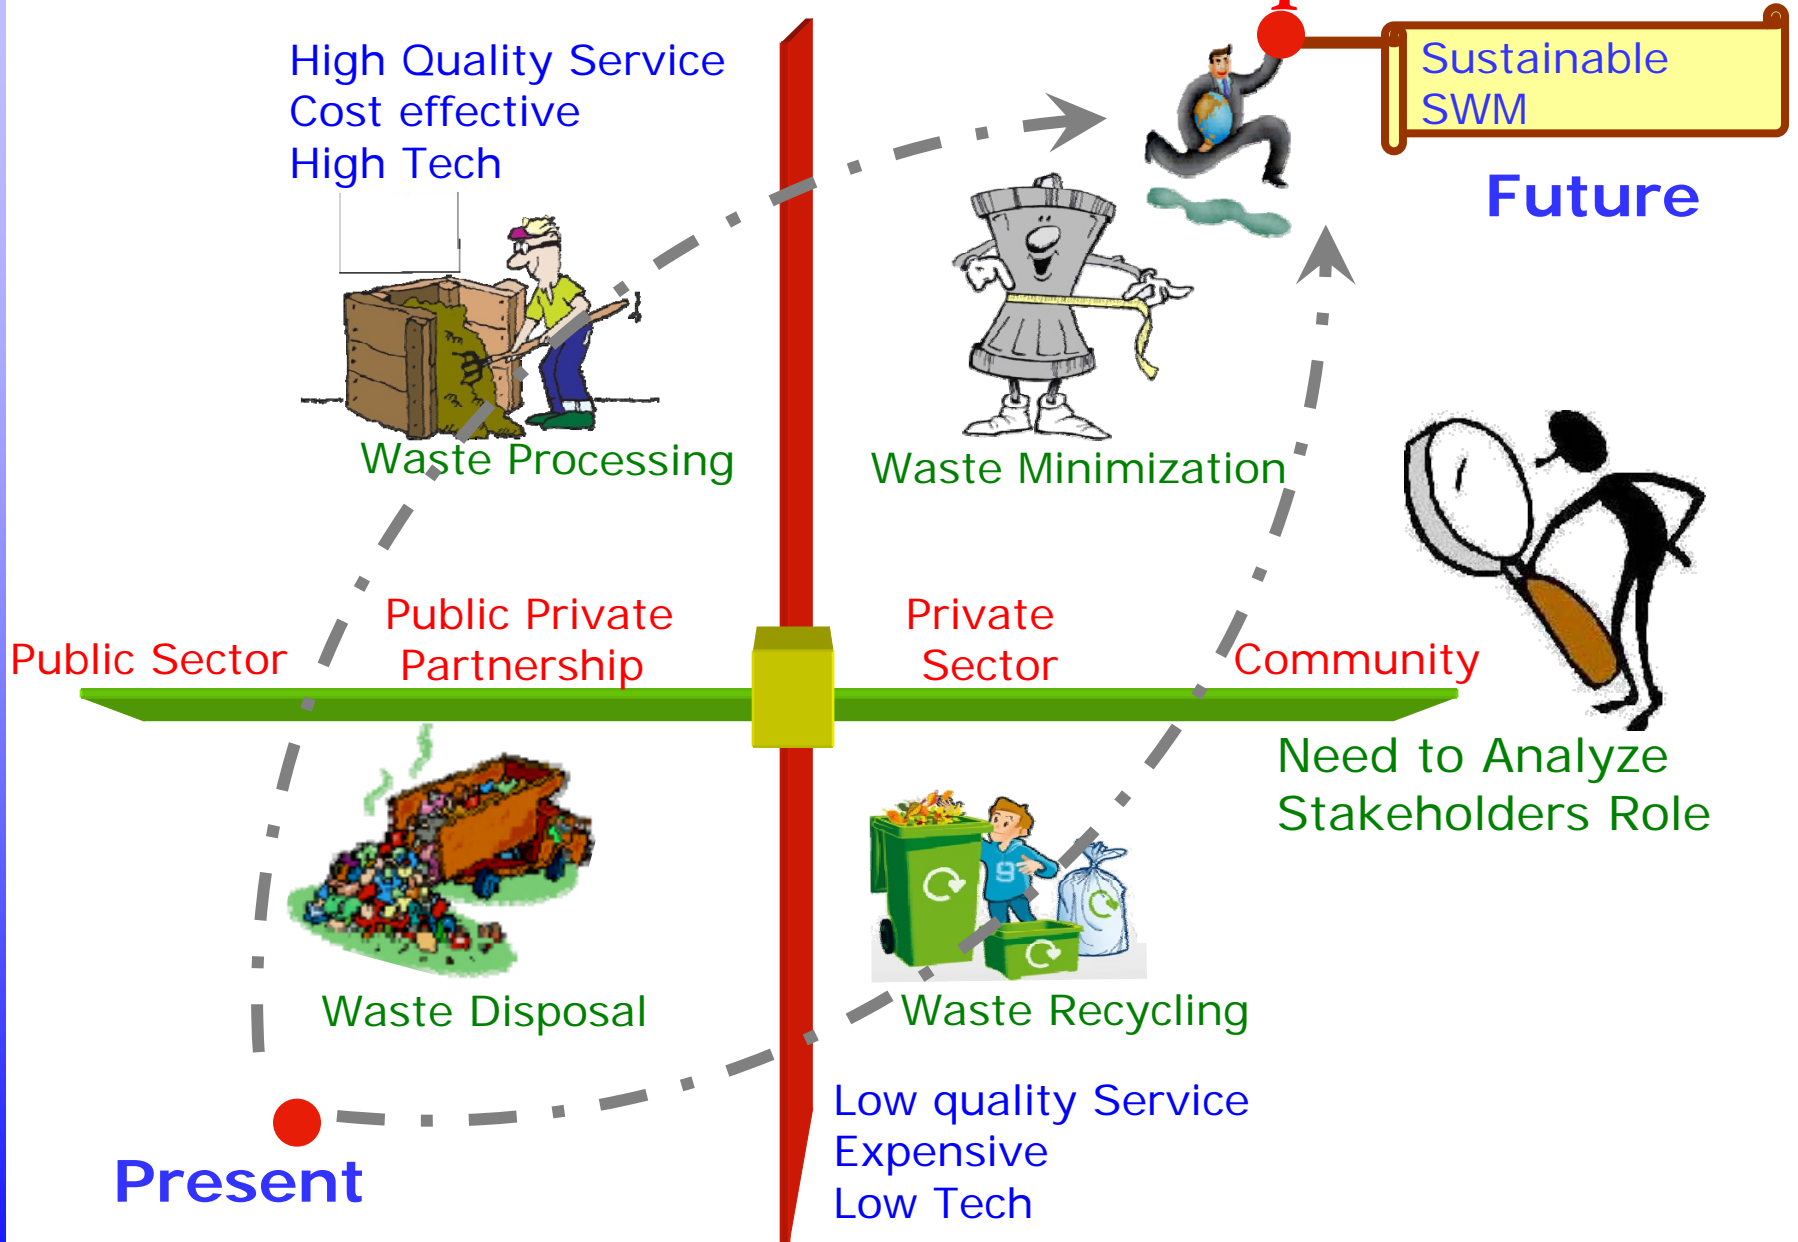 High Quality Service
Cost effective
High Tech
Sustainable
SWM
Future
Waste Processing
Waste Minimization
Public Sector
Public Private
Partnership
Private
Sector
Community
Need to Analyze
Stakeholders Role
9
Waste Disposal
Waste Recycling
Present
Low quality Service
Expensive
Low Tech